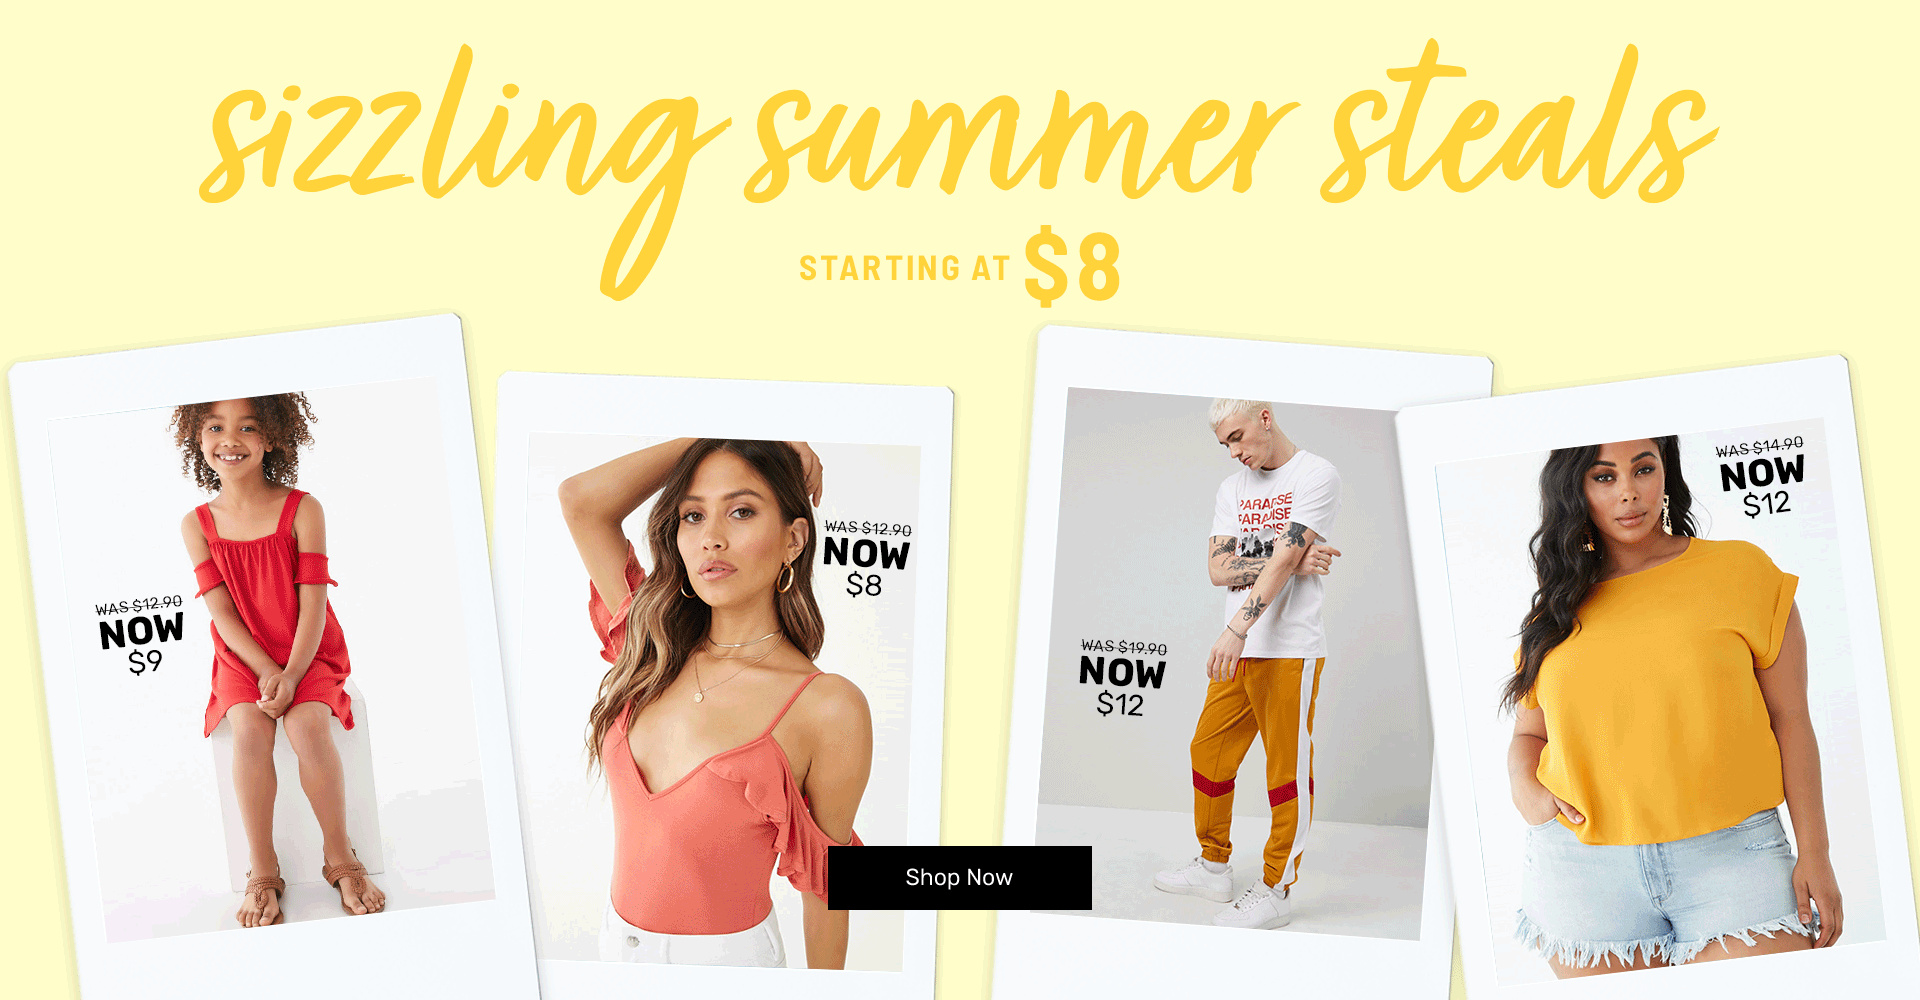 sizzling summer steals
STARTING AT $8
WAS $12.90
NOW
$9
WAS $12.90
NOW
$8
PARADISE
PARADISE
PARADISE
WAS $19.90
NOW
$12
WAS $14.90
NOW
$12
Shop Now